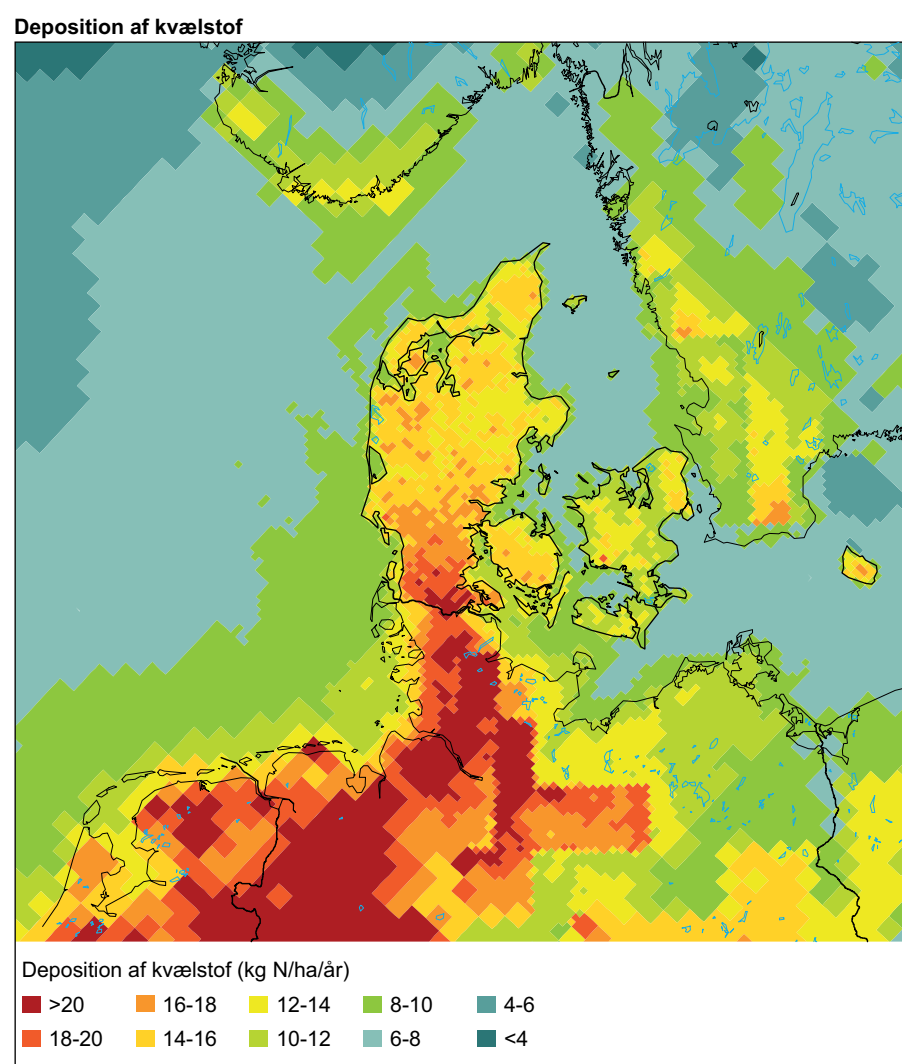 Deposition af kvælstof
Deposition af kvælstof (kg N/ha/år)
>20 16-18 12-14 8-10 4-6
18-20 14-16 10-12 6-8 <4